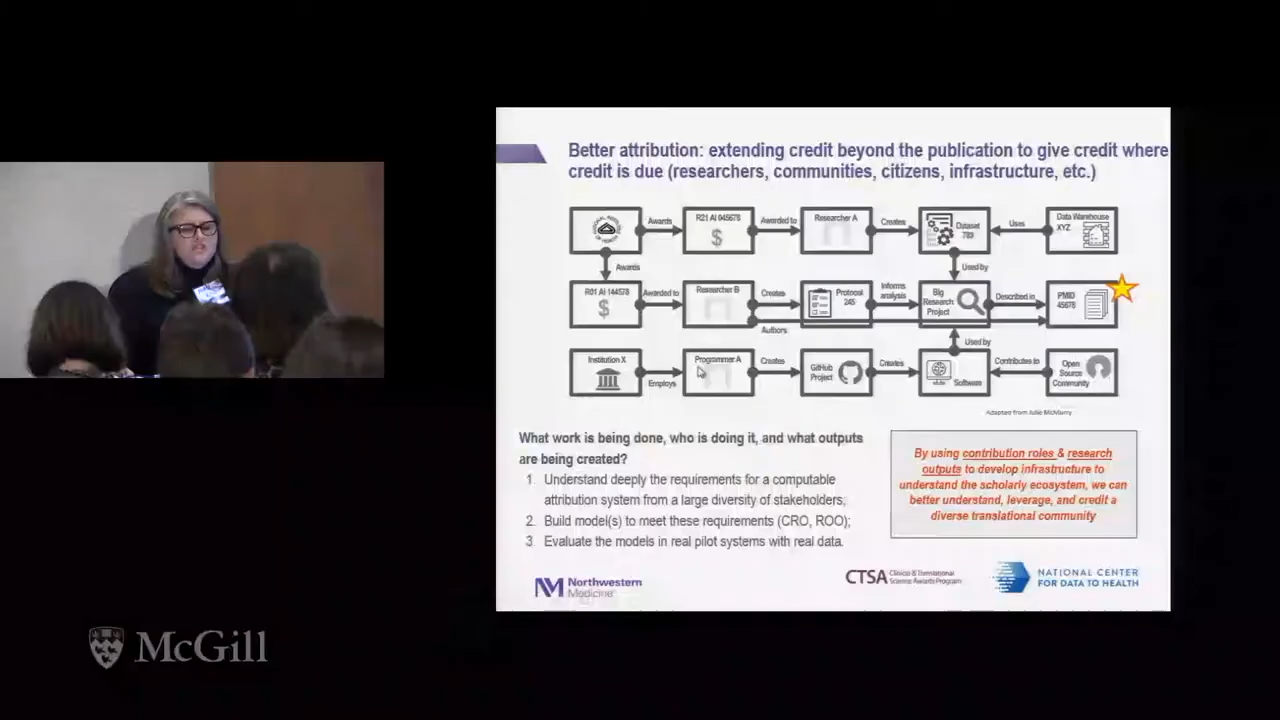 Better attribution: extending credit beyond the publication to give credit where
credit is due (researchers, communities, citizens, infrastructure, etc.)
Awards
R21 AI 945678
$
Awarded to
Researcher A
Creates
Dataset
789
Uses
Data Warehouse
XYZ
Awards
Used by
R01 AI 144578
$
Awarded to
Researcher B
Creates
Protocol
245
Informs
analysis
Big
Research
Project
Described in
PMID
45678
Authors
Used by
Institution X
Employs
Programmer A
Creates
GitHub
Project
Creates
Software
Contributes to
Open
Source
Community
Adapted from Julie McMurry
What work is being done, who is doing it, and what outputs
are being created?
1. Understand deeply the requirements for a computable
attribution system from a large diversity of stakeholders;
2. Build model(s) to meet these requirements (CRO, ROO);
3. Evaluate the models in real pilot systems with real data.
By using contribution roles & research
outputs to develop infrastructure to
understand the scholarly ecosystem, we can
better understand, leverage, and credit a
diverse translational community
Northwestern
Medicine
CTSA Clinical & Translational
Science Awards Program
NATIONAL CENTER
FOR DATA TO HEALTH
McGill